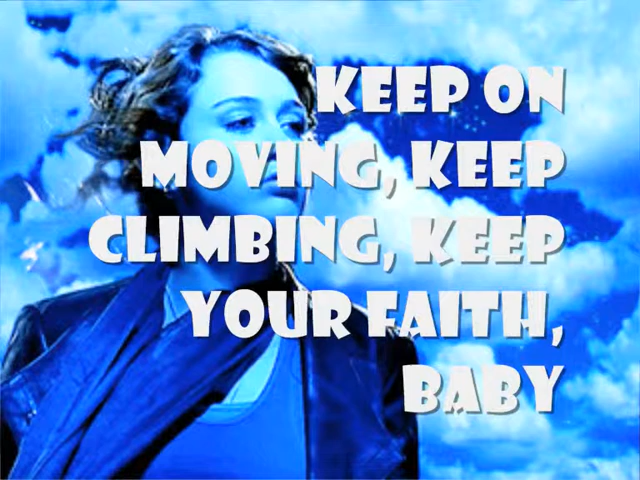 KEEP ON
MOVING, KEEP
CLIMBING, KEEP
YOUR FAITH,
BABY